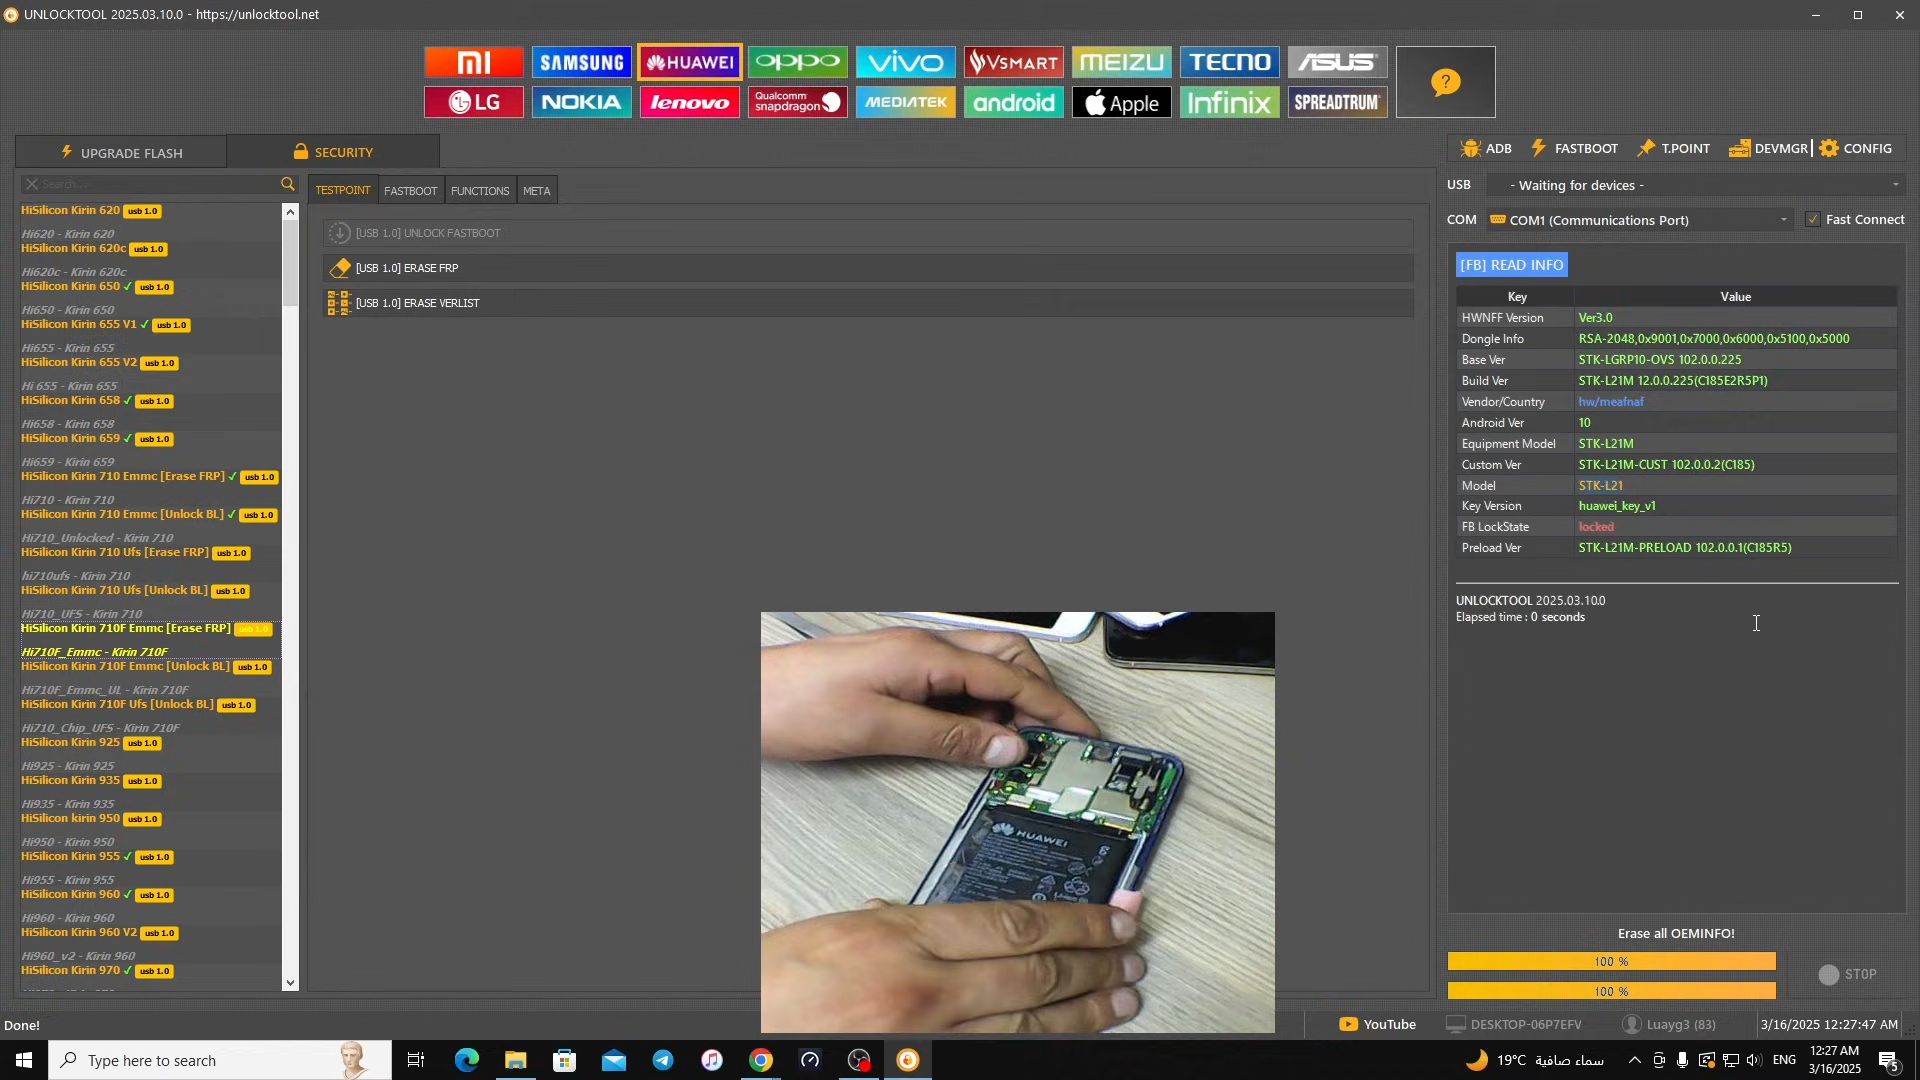 UNLOCKTOOL 2025.03.10.0 - https://unlocktool.net
mi SAMSUNG HUAWEI oppo vivo VSMART MEIZU TECNO ASUS
LG NOKIA lenovo Qualcomm snapdragon MEDIATEK android Apple Infinix SPREADTRUM
?
UPGRADE FLASH SECURITY
ADB FASTBOOT T.POINT DEVMGR CONFIG
Search...
TESTPOINT FASTBOOT FUNCTIONS META
USB - Waiting for devices -
COM COM1 (Communications Port) Fast Connect
HiSilicon Kirin 620 usb 1.0
Hi620 - Kirin 620
HiSilicon Kirin 620c usb 1.0
Hi620c - Kirin 620c
HiSilicon Kirin 650 ✓ usb 1.0
Hi650 - Kirin 650
HiSilicon Kirin 655 V1 ✓ usb 1.0
Hi655 - Kirin 655
HiSilicon Kirin 655 V2 usb 1.0
Hi 655 - Kirin 655
HiSilicon Kirin 658 ✓ usb 1.0
Hi658 - Kirin 658
HiSilicon Kirin 659 ✓ usb 1.0
Hi659 - Kirin 659
HiSilicon Kirin 710 Emmc [Erase FRP] ✓ usb 1.0
Hi710 - Kirin 710
HiSilicon Kirin 710 Emmc [Unlock BL] ✓ usb 1.0
Hi710_Unlocked - Kirin 710
HiSilicon Kirin 710 Ufs [Erase FRP] usb 1.0
hi710ufs - Kirin 710
HiSilicon Kirin 710 Ufs [Unlock BL] usb 1.0
Hi710_UFS - Kirin 710
HiSilicon Kirin 710F Emmc [Erase FRP] usb 1.0
Hi710F_Emmc - Kirin 710F
HiSilicon Kirin 710F Emmc [Unlock BL] usb 1.0
Hi710F_Emmc_UL - Kirin 710F
HiSilicon Kirin 710F Ufs [Unlock BL] usb 1.0
Hi710_Chip_UFS - Kirin 710F
HiSilicon Kirin 925 usb 1.0
Hi925 - Kirin 925
HiSilicon Kirin 935 usb 1.0
Hi935 - Kirin 935
HiSilicon kirin 950 usb 1.0
Hi950 - Kirin 950
HiSilicon Kirin 955 ✓ usb 1.0
Hi955 - Kirin 955
HiSilicon Kirin 960 ✓ usb 1.0
Hi960 - Kirin 960
HiSilicon Kirin 960 V2 usb 1.0
Hi960_v2 - Kirin 960
HiSilicon Kirin 970 ✓ usb 1.0
[USB 1.0] UNLOCK FASTBOOT
[USB 1.0] ERASE FRP
[USB 1.0] ERASE VERLIST
HUAWEI
[FB] READ INFO
Key Value
HWNFF Version Ver3.0
Dongle Info RSA-2048,0x9001,0x7000,0x6000,0x5100,0x5000
Base Ver STK-LGRP10-OVS 102.0.0.225
Build Ver STK-L21M 12.0.0.225(C185E2R5P1)
Vendor/Country hw/meafnaf
Android Ver 10
Equipment Model STK-L21M
Custom Ver STK-L21M-CUST 102.0.0.2(C185)
Model STK-L21
Key Version huawei_key_v1
FB LockState locked
Preload Ver STK-L21M-PRELOAD 102.0.0.1(C185R5)
UNLOCKTOOL 2025.03.10.0
Elapsed time : 0 seconds
Erase all OEMINFO!
100 %
100 %
STOP
Done!
YouTube DESKTOP-06P7EFV Luayg3 (83) 3/16/2025 12:27:47 AM
Type here to search
19°C سماء صافية ENG 12:27 AM
3/16/2025
5